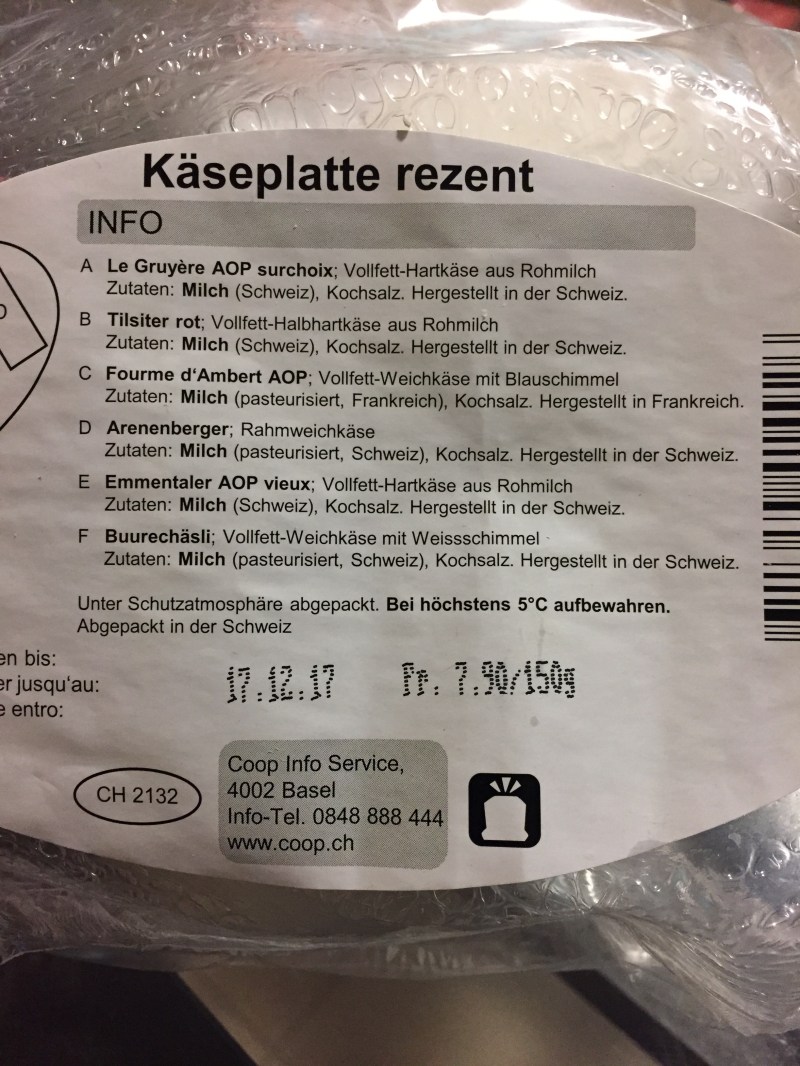 Käseplatte rezent
INFO
A Le Gruyère AOP surchoix; Vollfett-Hartkäse aus Rohmilch
Zutaten: Milch (Schweiz), Kochsalz. Hergestellt in der Schweiz.
B Tilsiter rot; Vollfett-Halbhartkäse aus Rohmilch
Zutaten: Milch (Schweiz), Kochsalz. Hergestellt in der Schweiz.
C Fourme d'Ambert AOP; Vollfett-Weichkäse mit Blauschimmel
Zutaten: Milch (pasteurisiert, Frankreich), Kochsalz. Hergestellt in Frankreich.
D Arenenberger; Rahmweichkäse
Zutaten: Milch (pasteurisiert, Schweiz), Kochsalz. Hergestellt in der Schweiz.
E Emmentaler AOP vieux; Vollfett-Hartkäse aus Rohmilch
Zutaten: Milch (Schweiz), Kochsalz. Hergestellt in der Schweiz.
F Buurechäsli; Vollfett-Weichkäse mit Weissschimmel
Zutaten: Milch (pasteurisiert, Schweiz), Kochsalz. Hergestellt in der Schweiz.
Unter Schutzatmosphäre abgepackt. Bei höchstens 5°C aufbewahren.
Abgepackt in der Schweiz
en bis:
er jusqu'au:
e entro:
17.12.17 Fr. 7.90/150g
CH 2132
Coop Info Service,
4002 Basel
Info-Tel. 0848 888 444
www.coop.ch